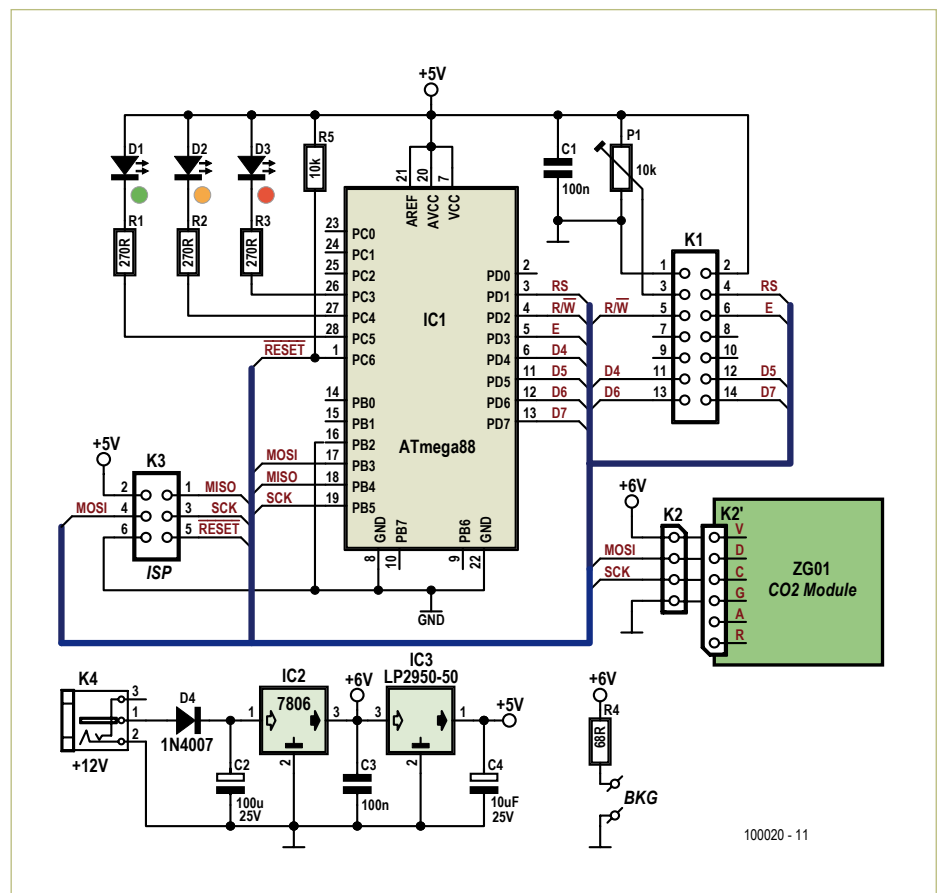 +5V
D1 D2 D3 R5 C1 P1
10k 100n 10k
R1 R2 R3
270R 270R 270R
21 20 7
AREF AVCC VCC
K1
23 PC0
24 PC1
25 PC2
26 PC3
27 PC4
28 PC5
RESET 1 PC6
14 PB0
15 PB1
16 PB2
MOSI 17 PB3
MISO 18 PB4
SCK 19 PB5
IC1
ATmega88
PD0 2
PD1 3 RS
PD2 4 R/W
PD3 5 E
PD4 6 D4
PD5 11 D5
PD6 12 D6
PD7 13 D7
GND PB7 PB6 GND
8 10 9 22
GND
1 2
3 4 RS
R/W 5 6 E
7 8
9 10
D4 11 12 D5
D6 13 14 D7
+5V
K3
2 1 MISO
MOSI 4 3 SCK
6 5 RESET
ISP
+6V
K2 K2'
MOSI
SCK
V
D
C
G
A
R
ZG01
CO2 Module
K4
3
1
2
+12V
D4
1N4007
C2
100u
25V
IC2
7806
1 3
2
+6V
C3
100n
IC3
LP2950-50
3 1
2
+5V
C4
10uF
25V
+6V
R4
68R
BKG
100020 - 11